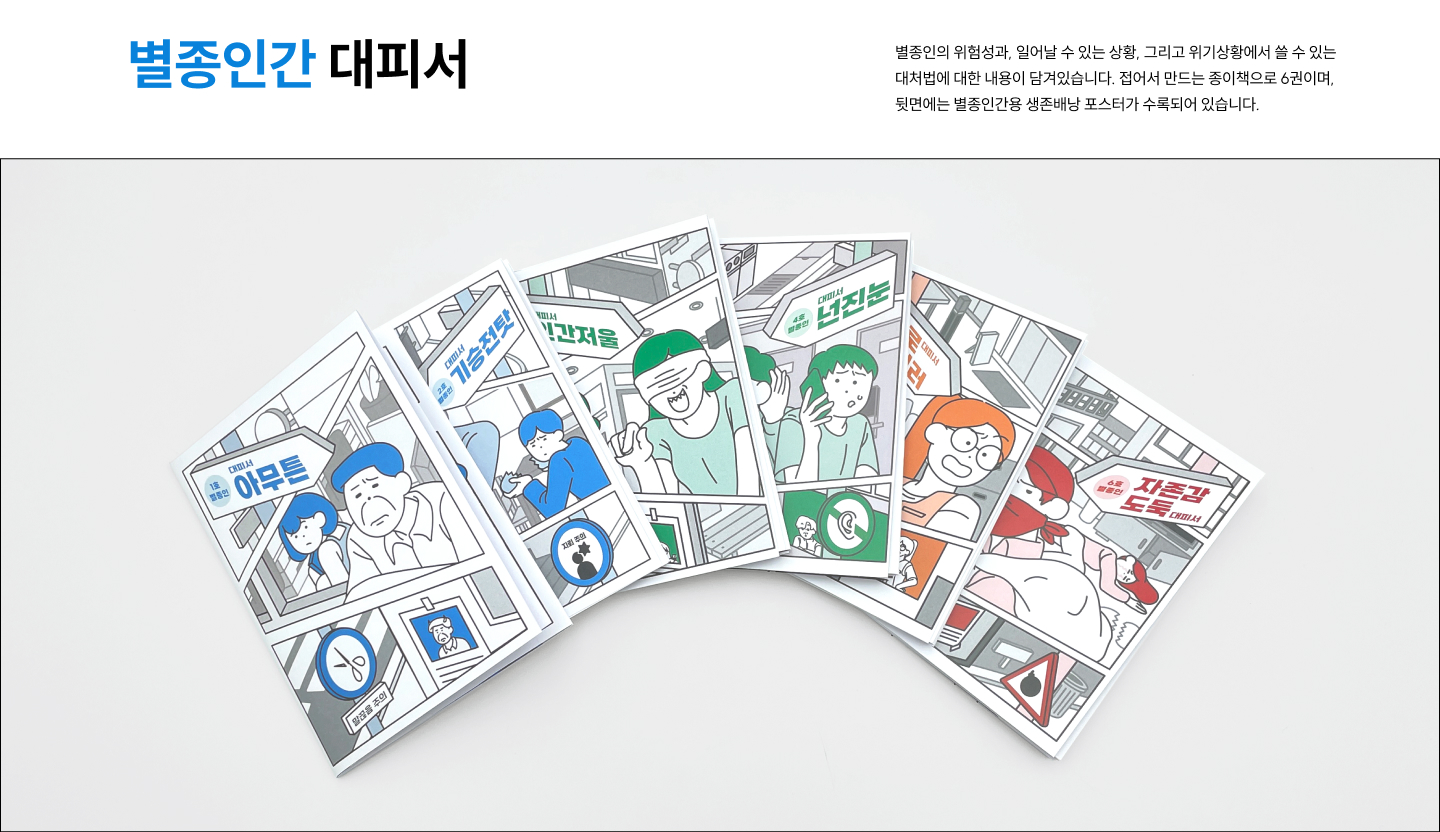 별종인간 대피서
별종인의 위험성과, 일어날 수 있는 상황, 그리고 위기상황에서 쓸 수 있는
대처법에 대한 내용이 담겨있습니다. 접어서 만드는 종이책으로 6권이며,
뒷면에는 별종인간용 생존배낭 포스터가 수록되어 있습니다.
1호
별종인
대피서
아무튼
말끊음 주의
2호
별종인
대피서
기승전탓
지뢰 주의
대피서
인간저울
4호
별종인
대피서
넌진눈
대피서
러
6호
별종인
자존감
도둑 대피서